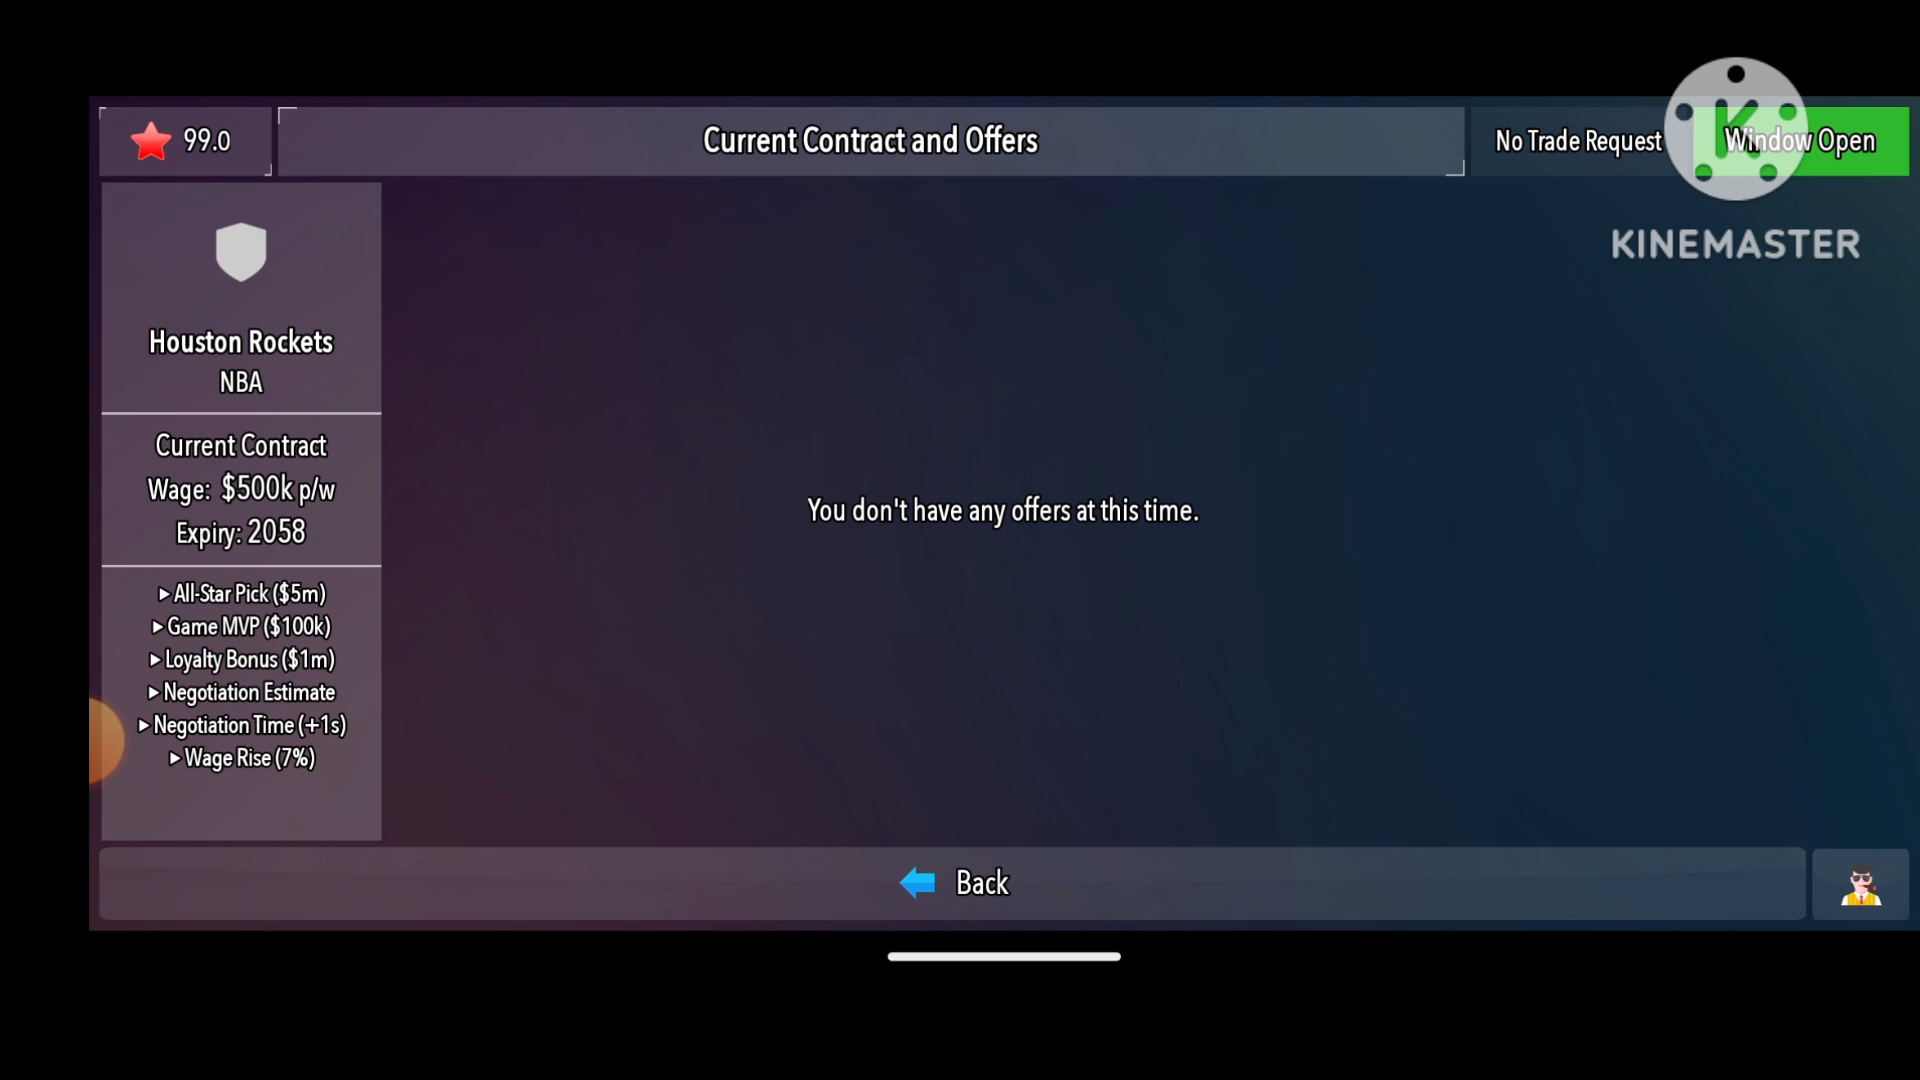 99.0
Current Contract and Offers
No Trade Request
Window Open
KINEMASTER
Houston Rockets
NBA
Current Contract
Wage: $500k p/w
Expiry: 2058
▸All-Star Pick ($5m)
▸Game MVP ($100k)
▸Loyalty Bonus ($1m)
▸Negotiation Estimate
▸Negotiation Time (+1s)
▸Wage Rise (7%)
You don't have any offers at this time.
Back